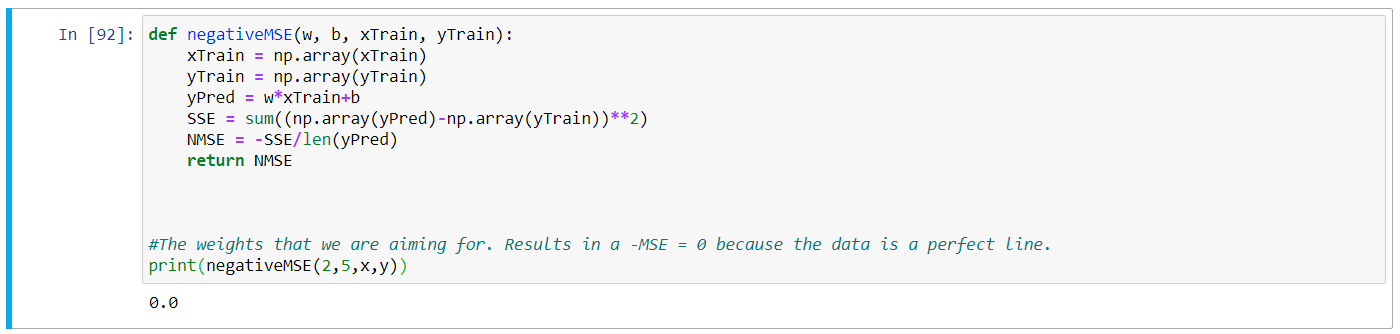 In [92]: def negativeMSE(w, b, xTrain, yTrain):
    xTrain = np.array(xTrain)
    yTrain = np.array(yTrain)
    yPred = w*xTrain+b
    SSE = sum((np.array(yPred)-np.array(yTrain))**2)
    NMSE = -SSE/len(yPred)
    return NMSE
#The weights that we are aiming for. Results in a -MSE = 0 because the data is a perfect line.
print(negativeMSE(2,5,x,y))
0.0